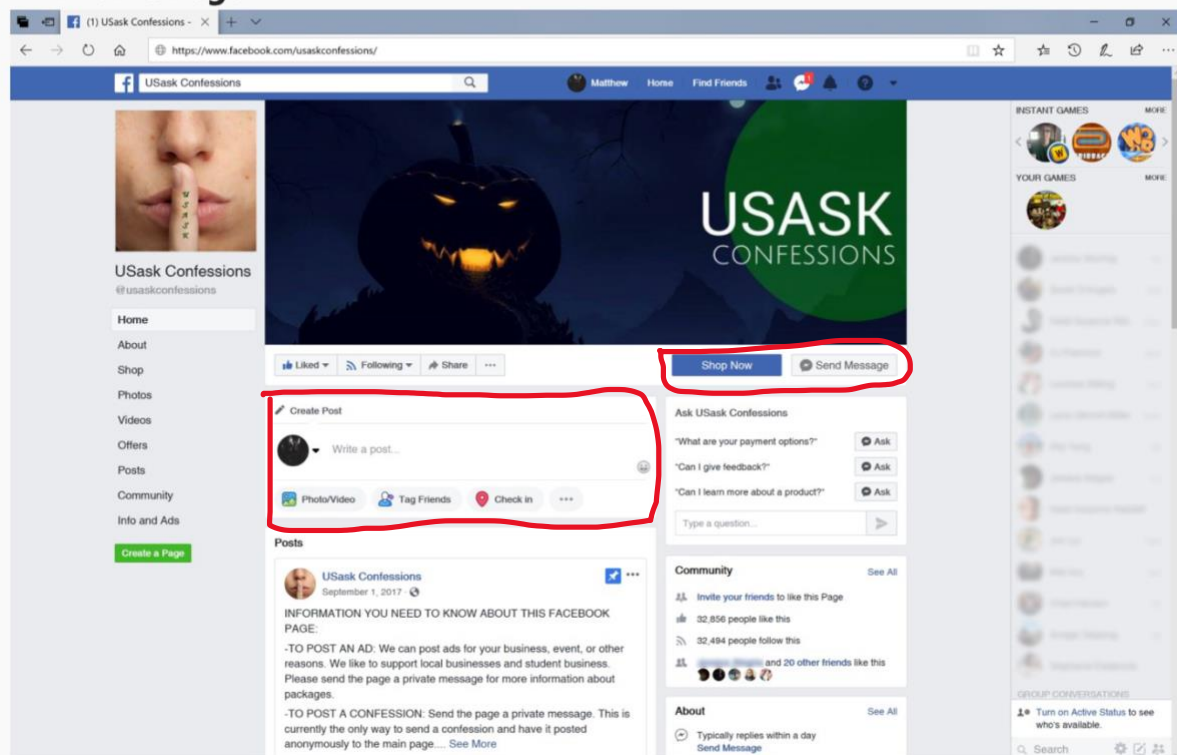 (1) USask Confessions -
https://www.facebook.com/usaskconfessions/
USask Confessions
Matthew Home Find Friends
1
U
S
A
S
K
USASK
CONFESSIONS
USask Confessions
@usaskconfessions
Home
About
Shop
Photos
Videos
Offers
Posts
Community
Info and Ads
Create a Page
Liked Following Share
Shop Now
Send Message
Create Post
Write a post...
Photo/Video Tag Friends Check in
Posts
USask Confessions
September 1, 2017 ·
INFORMATION YOU NEED TO KNOW ABOUT THIS FACEBOOK
PAGE:
-TO POST AN AD: We can post ads for your business, event, or other
reasons. We like to support local businesses and student business.
Please send the page a private message for more information about
packages.
-TO POST A CONFESSION: Send the page a private message. This is
currently the only way to send a confession and have it posted
anonymously to the main page.... See More
Ask USask Confessions
"What are your payment options?" Ask
"Can I give feedback?" Ask
"Can I learn more about a product?" Ask
Type a question...
Community See All
Invite your friends to like this Page
32,856 people like this
32,494 people follow this
and 20 other friends like this
About See All
Typically replies within a day
Send Message
INSTANT GAMES MORE
YOUR GAMES MORE
GROUP CONVERSATIONS
Turn on Active Status to see
who's available.
Search